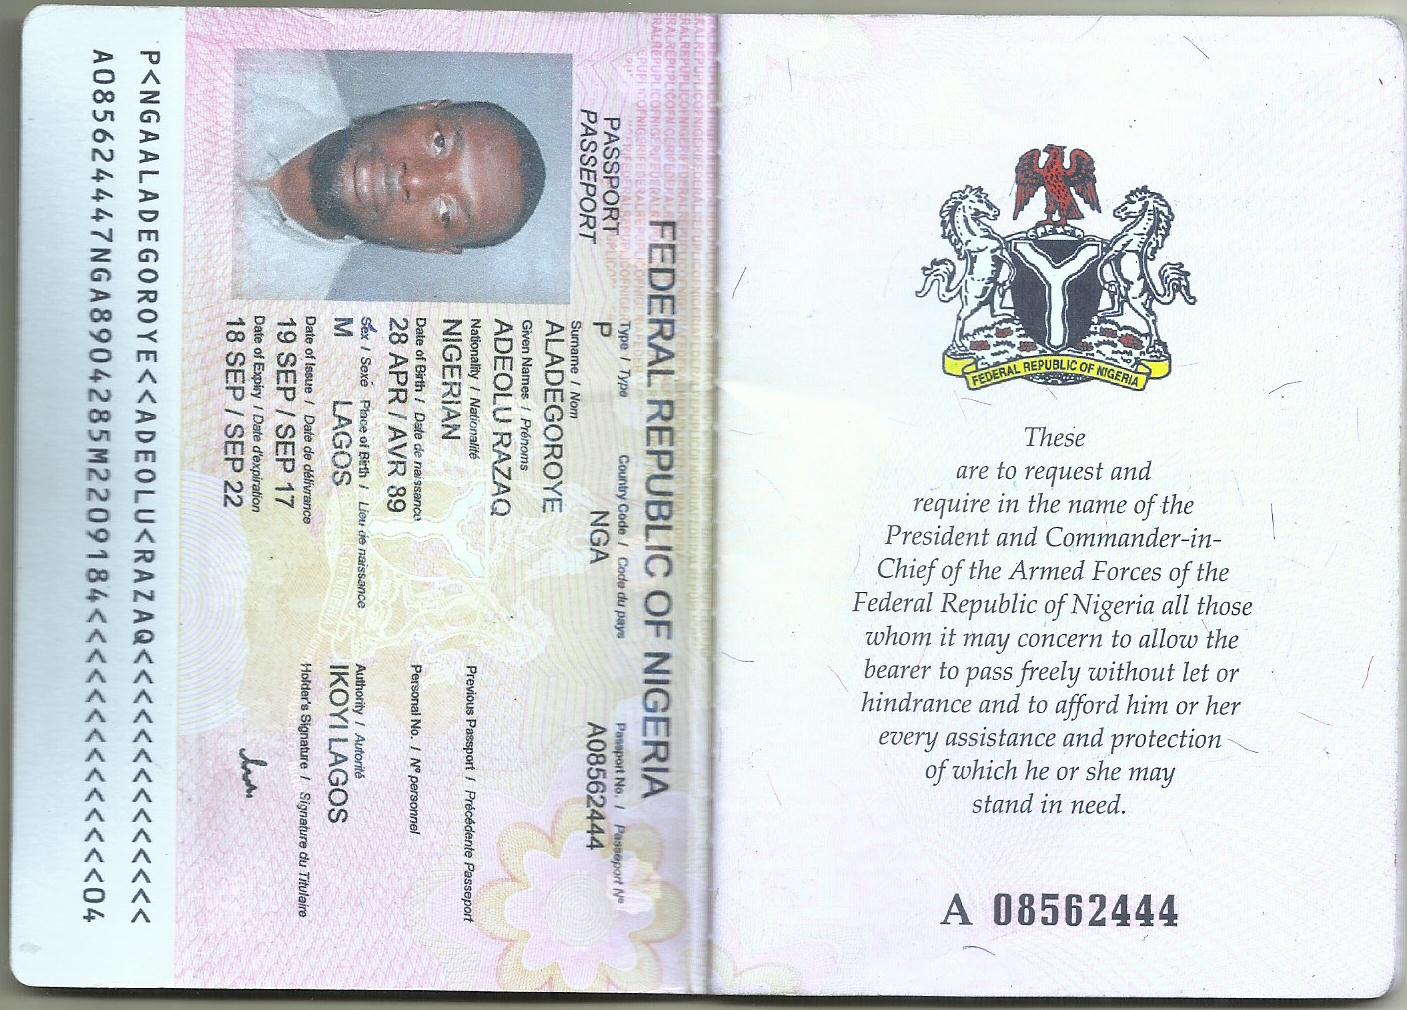 FEDERAL REPUBLIC OF NIGERIA
PASSPORT
PASSEPORT
Type / Type Country Code / Code du pays Passport No. / Passeport N°
P NGA A08562444
Surname / Nom
ALADEGOROYE
Given Names / Prénoms
ADEOLU RAZAQ
Nationality / Nationalité Previous Passport / Précédente Passeport
NIGERIAN
Date of Birth / Date de naissance Personal No. / N° personnel
28 APR / AVR 89
Sex / Sexé Place of Birth / Lieu de naissance Authority / Autorité
M LAGOS IKOYI LAGOS
Date of Issue / Date de délivrance Holder's Signature / Signature du Titulaire
19 SEP / SEP 17
Date of Expiry / Date d'expiration
18 SEP / SEP 22
P<NGAALADEGOROYE<<ADEOLU<RAZAQ<<<<<<<<<<<<<<
A085624447NGA8904285M2209184<<<<<<<<<<<<<<04
FEDERAL REPUBLIC OF NIGERIA
These
are to request and
require in the name of the
President and Commander-in-
Chief of the Armed Forces of the
Federal Republic of Nigeria all those
whom it may concern to allow the
bearer to pass freely without let or
hindrance and to afford him or her
every assistance and protection
of which he or she may
stand in need.
A 08562444